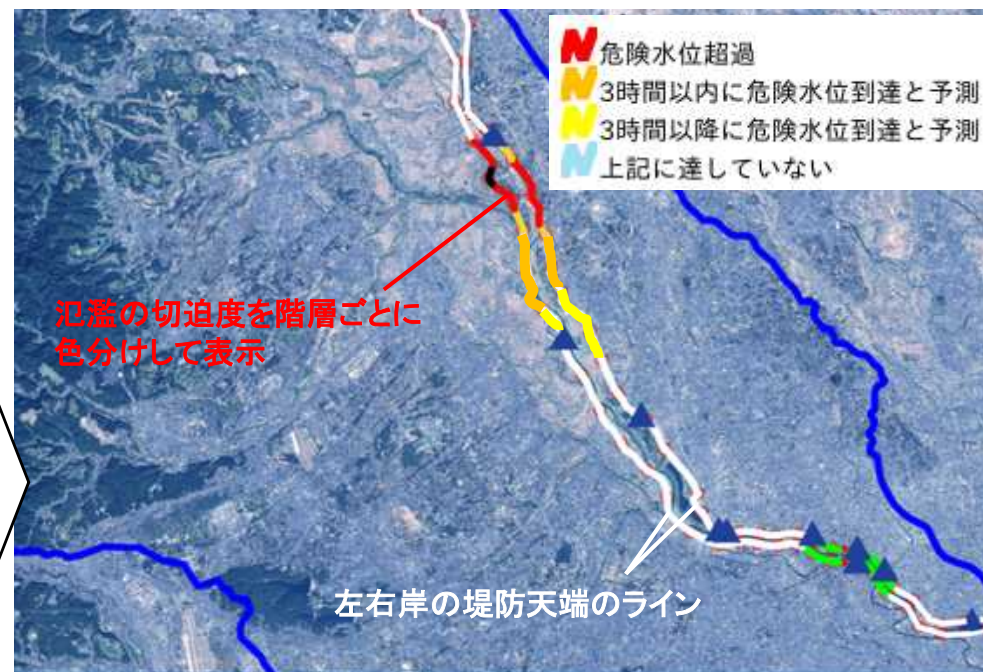 危険水位超過
3時間以内に危険水位到達と予測
3時間以降に危険水位到達と予測
上記に達していない
氾濫の切迫度を階層ごとに
色分けして表示
左右岸の堤防天端のライン